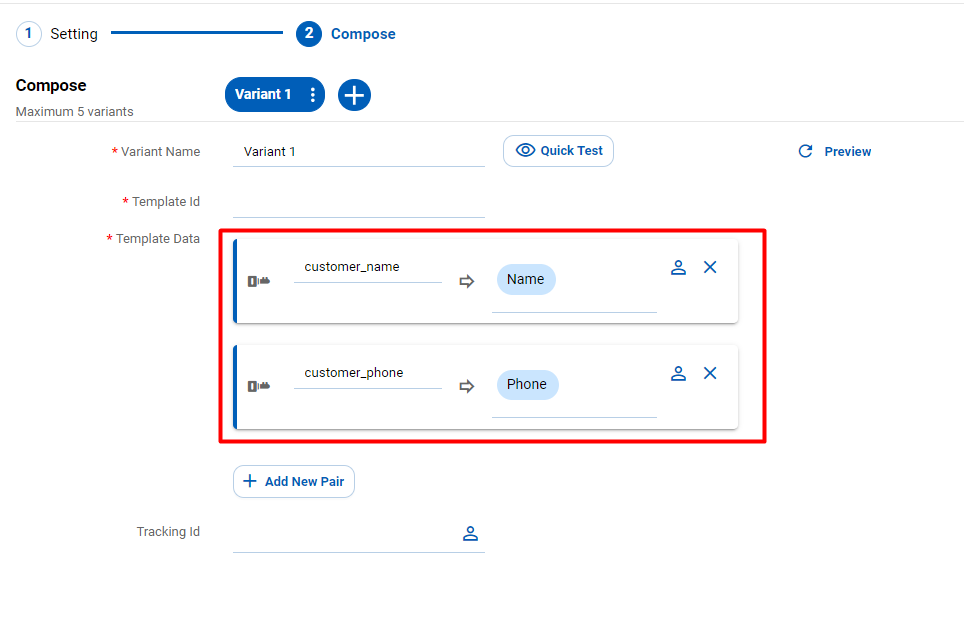 1 Setting 2 Compose
Compose
Variant 1
Maximum 5 variants
* Variant Name Variant 1 Quick Test Preview
* Template Id
* Template Data
customer_name Name
customer_phone Phone
Add New Pair
Tracking Id